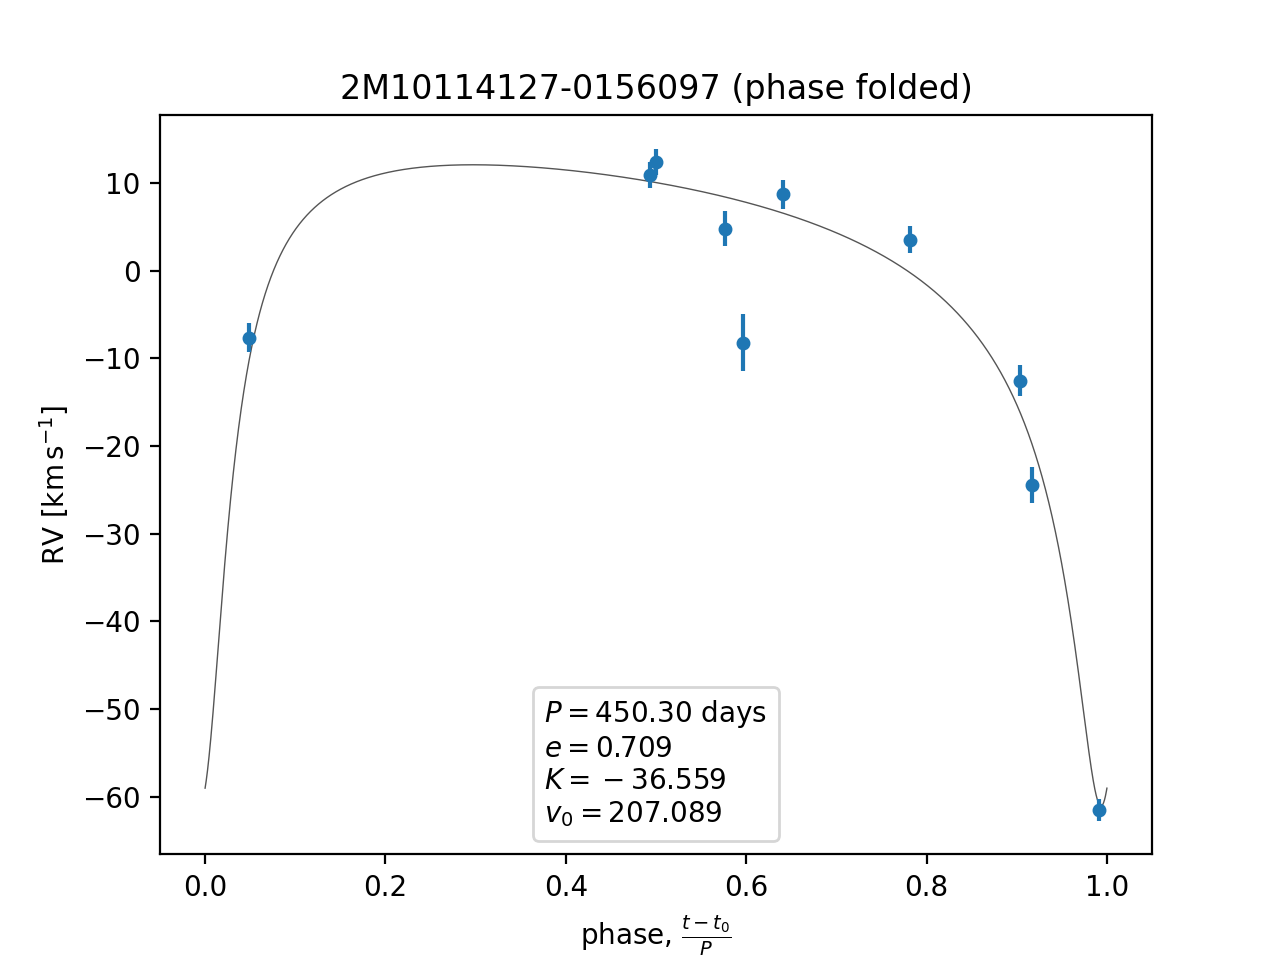 2M10114127-0156097 (phase folded)
RV [km s⁻¹]
10
0
−10
−20
−30
−40
−50
−60
P = 450.30 days
e = 0.709
K = −36.559
v₀ = 207.089
0.0 0.2 0.4 0.6 0.8 1.0
phase, (t − t₀)/P